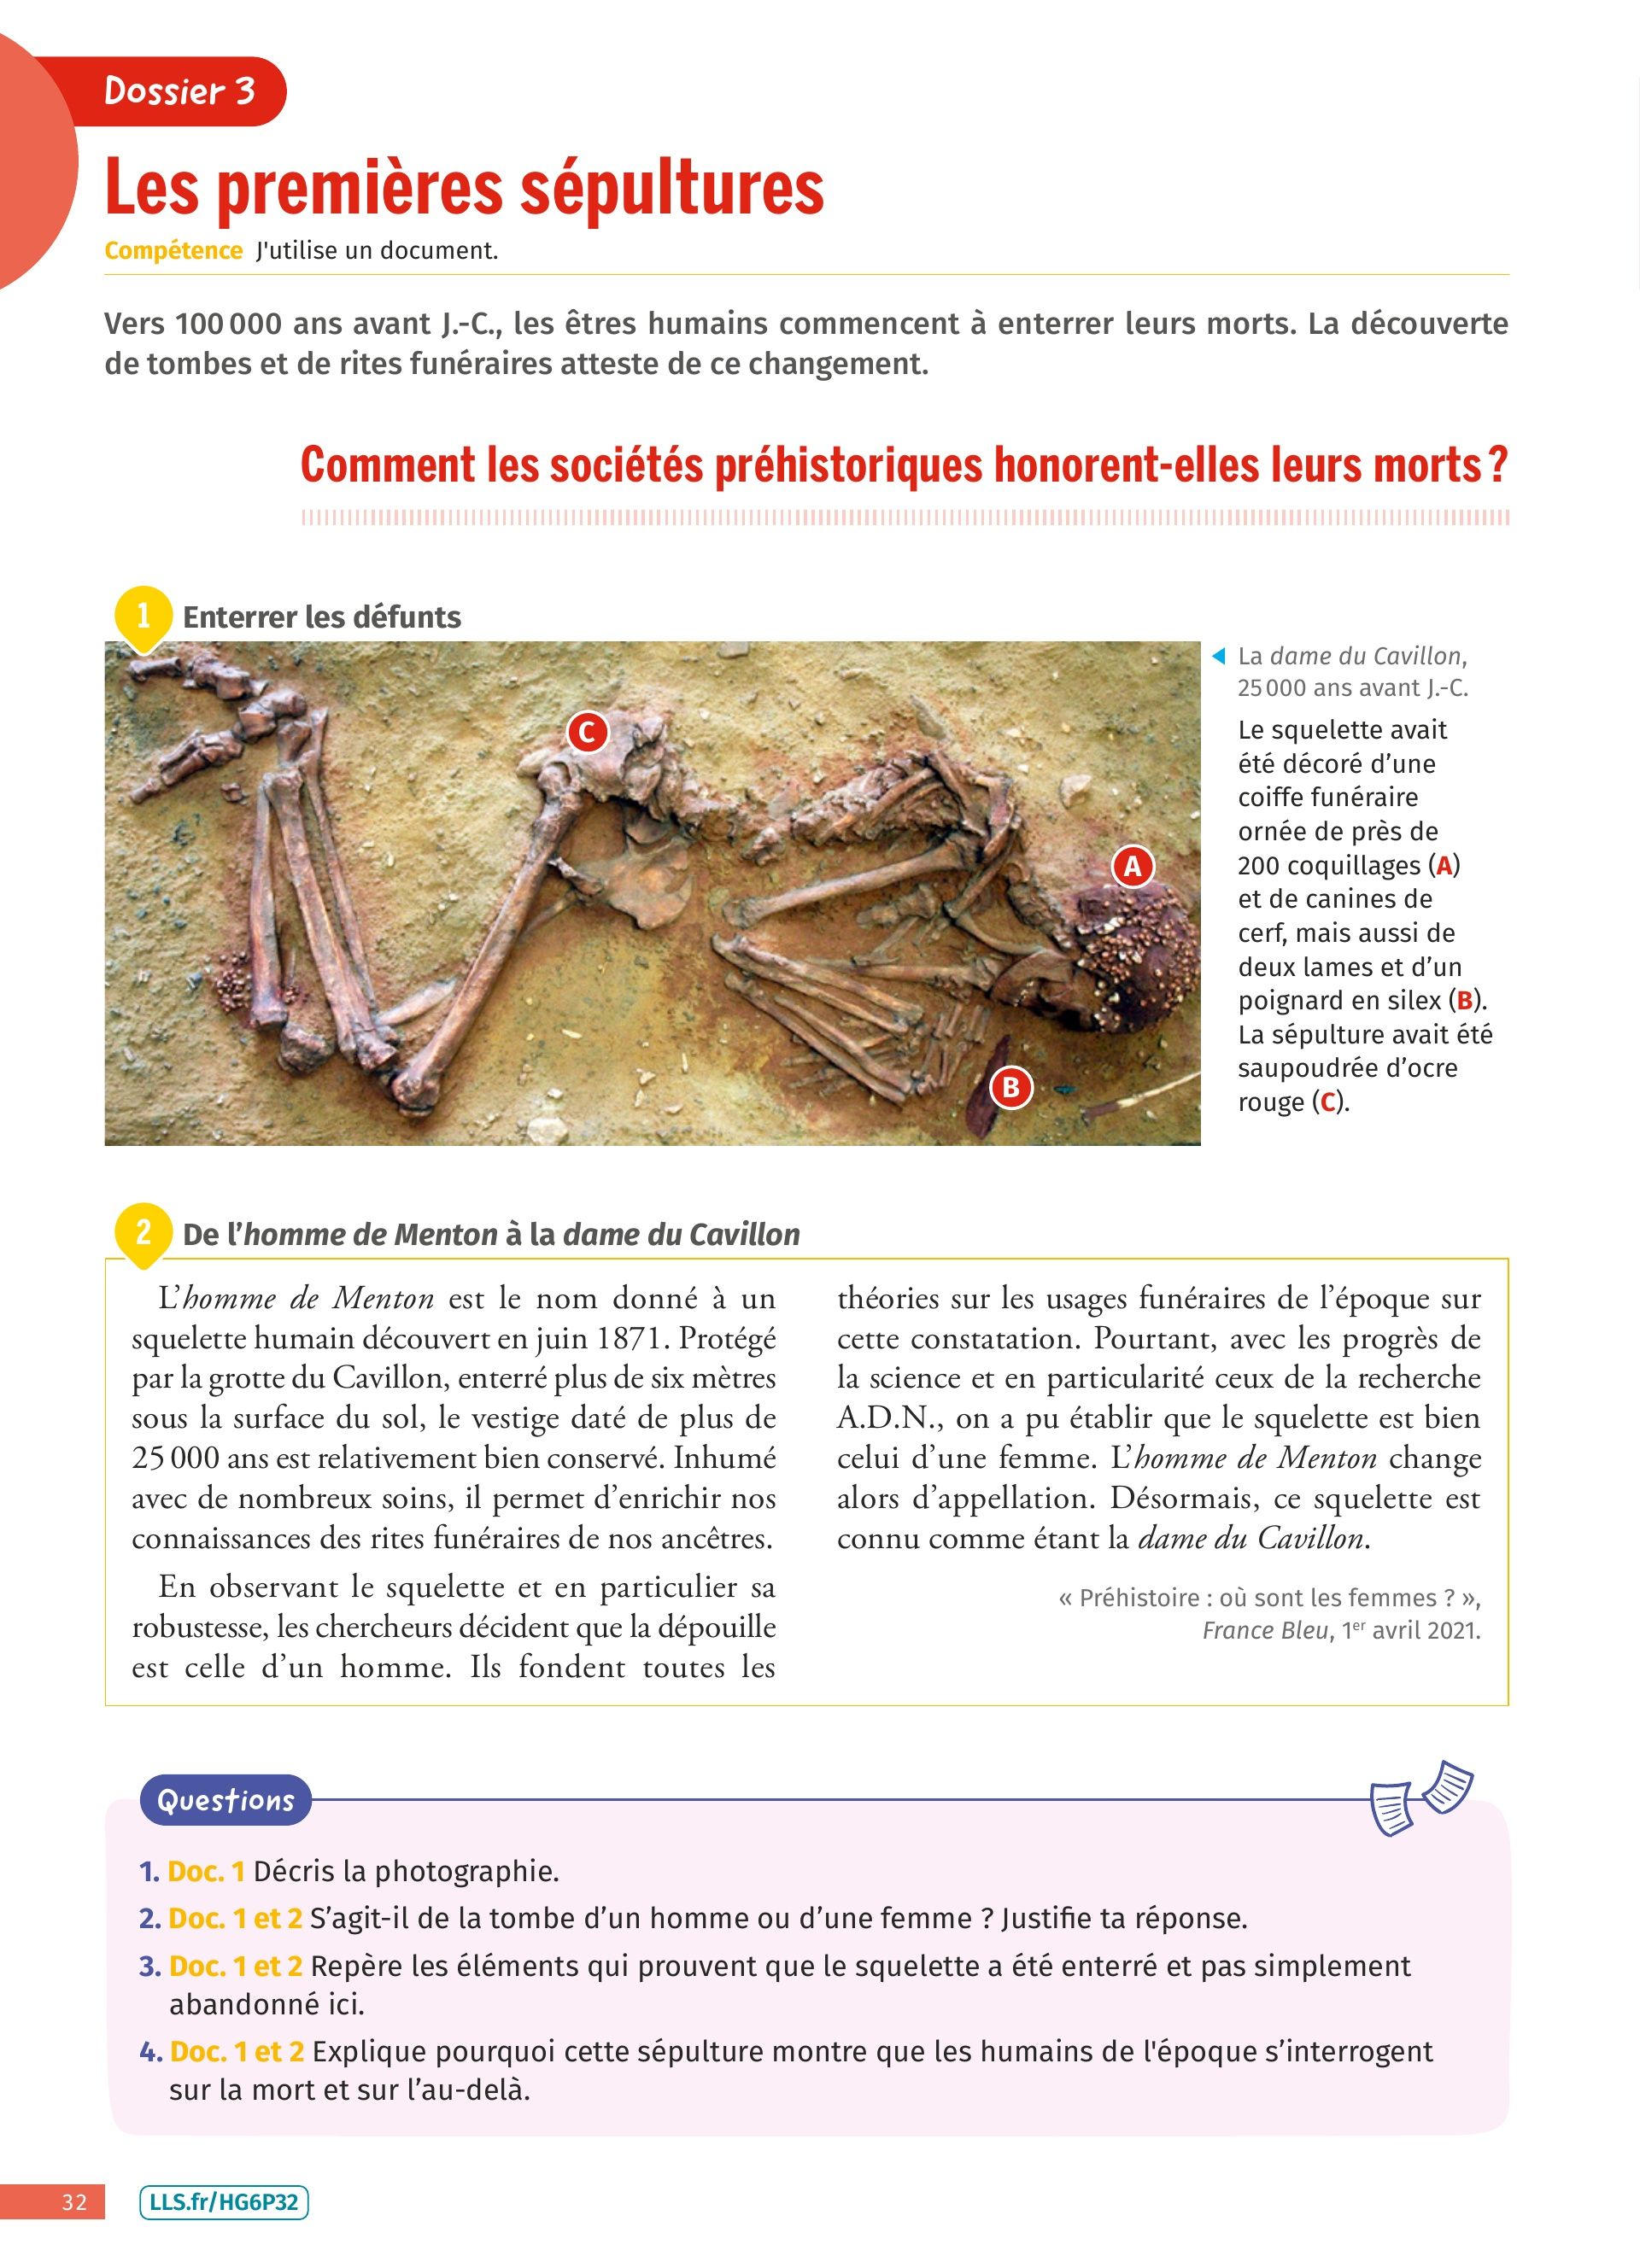 Dossier 3
Les premières sépultures
Compétence J'utilise un document.
Vers 100 000 ans avant J.-C., les êtres humains commencent à enterrer leurs morts. La découverte
de tombes et de rites funéraires atteste de ce changement.
Comment les sociétés préhistoriques honorent-elles leurs morts ?
1 Enterrer les défunts
C
A
B
La dame du Cavillon,
25 000 ans avant J.-C.
Le squelette avait
été décoré d’une
coiffe funéraire
ornée de près de
200 coquillages (A)
et de canines de
cerf, mais aussi de
deux lames et d’un
poignard en silex (B).
La sépulture avait été
saupoudrée d’ocre
rouge (C).
2 De l’homme de Menton à la dame du Cavillon
L’homme de Menton est le nom donné à un
squelette humain découvert en juin 1871. Protégé
par la grotte du Cavillon, enterré plus de six mètres
sous la surface du sol, le vestige daté de plus de
25 000 ans est relativement bien conservé. Inhumé
avec de nombreux soins, il permet d’enrichir nos
connaissances des rites funéraires de nos ancêtres.
En observant le squelette et en particulier sa
robustesse, les chercheurs décident que la dépouille
est celle d’un homme. Ils fondent toutes les
théories sur les usages funéraires de l’époque sur
cette constatation. Pourtant, avec les progrès de
la science et en particularité ceux de la recherche
A.D.N., on a pu établir que le squelette est bien
celui d’une femme. L’homme de Menton change
alors d’appellation. Désormais, ce squelette est
connu comme étant la dame du Cavillon.
« Préhistoire : où sont les femmes ? »,
France Bleu, 1er avril 2021.
Questions
1. Doc. 1 Décris la photographie.
2. Doc. 1 et 2 S’agit-il de la tombe d’un homme ou d’une femme ? Justifie ta réponse.
3. Doc. 1 et 2 Repère les éléments qui prouvent que le squelette a été enterré et pas simplement
abandonné ici.
4. Doc. 1 et 2 Explique pourquoi cette sépulture montre que les humains de l'époque s’interrogent
sur la mort et sur l’au-delà.
32
LLS.fr/HG6P32